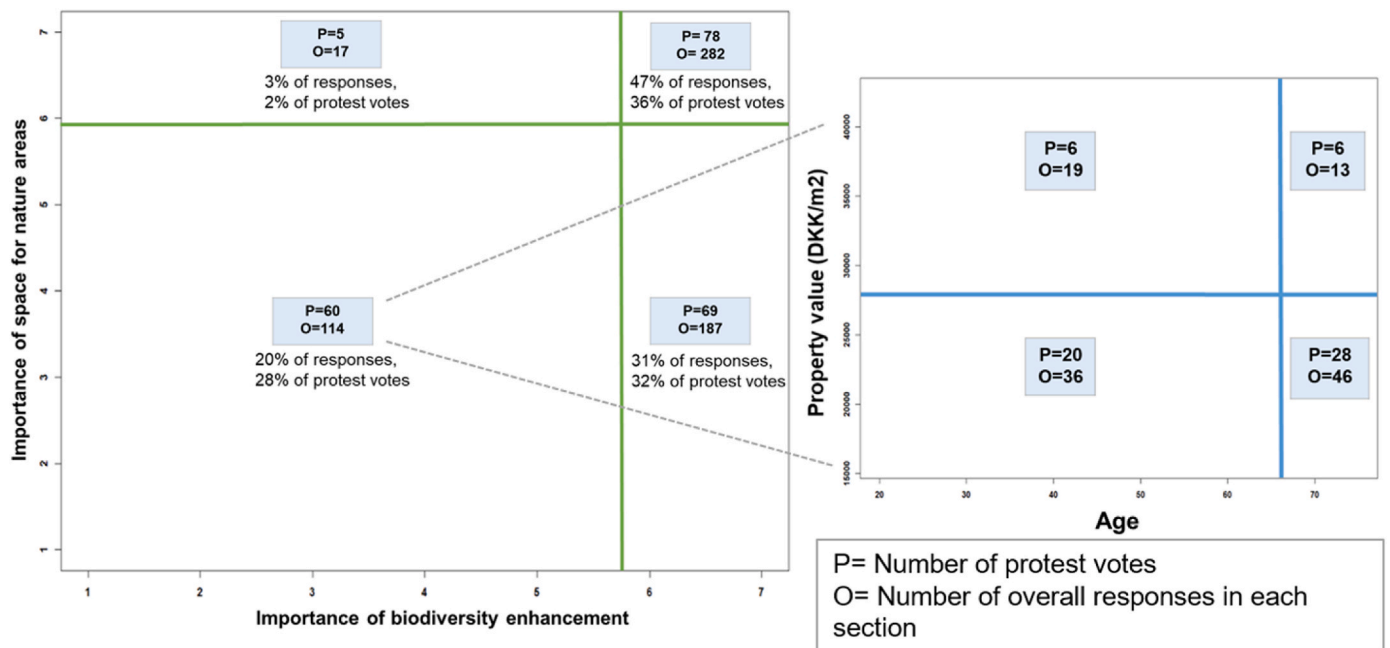 P=5
O=17
3% of responses,
2% of protest votes
P= 78
O= 282
47% of responses,
36% of protest votes
P=60
O=114
20% of responses,
28% of protest votes
P=69
O=187
31% of responses,
32% of protest votes
Importance of space for nature areas
7
6
5
4
3
2
1
1 2 3 4 5 6 7
Importance of biodiversity enhancement
P=6
O=19
P=6
O=13
P=20
O=36
P=28
O=46
Property value (DKK/m2)
40000
35000
30000
25000
20000
15000
20 30 40 50 60 70
Age
P= Number of protest votes
O= Number of overall responses in each
section